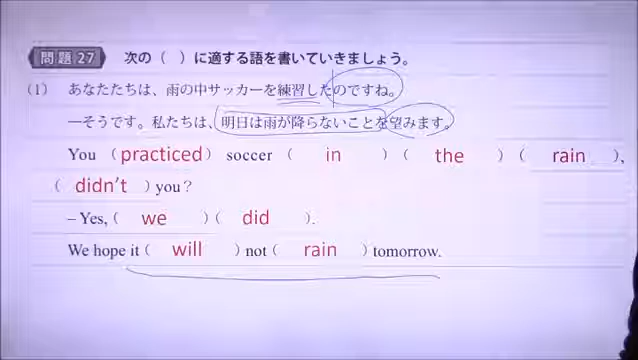 問題 27 次の( )に適する語を書いていきましょう。
(1) あなたたちは、雨の中サッカーを練習したのですね。
―そうです。私たちは、明日は雨が降らないことを望みます。
You (practiced) soccer ( in ) ( the ) ( rain ),
( didn't ) you?
– Yes, ( we ) ( did ).
We hope it ( will ) not ( rain ) tomorrow.